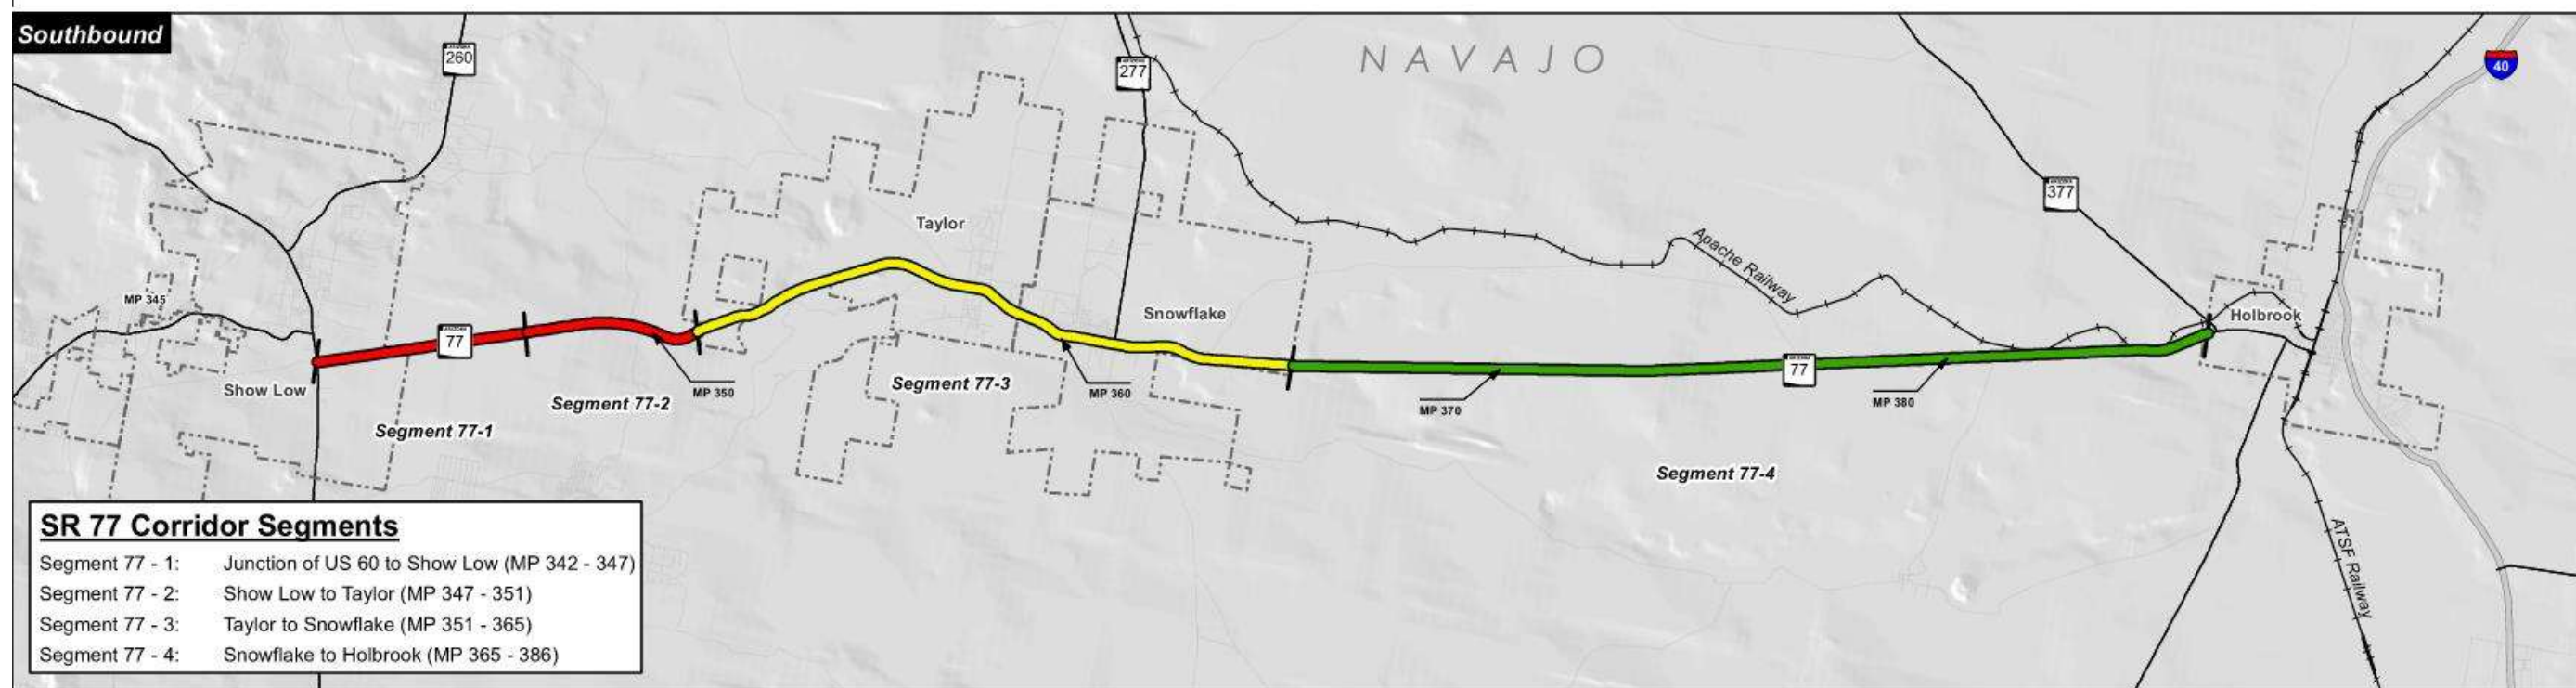 Southbound
260
277
NAVAJO
40
377
Taylor
Apache Railway
MP 345
Snowflake
Holbrook
77
77
Show Low
MP 350
Segment 77-3
MP 360
MP 370
MP 380
Segment 77-2
Segment 77-1
Segment 77-4
ATSF Railway
SR 77 Corridor Segments
Segment 77 - 1: Junction of US 60 to Show Low (MP 342 - 347)
Segment 77 - 2: Show Low to Taylor (MP 347 - 351)
Segment 77 - 3: Taylor to Snowflake (MP 351 - 365)
Segment 77 - 4: Snowflake to Holbrook (MP 365 - 386)